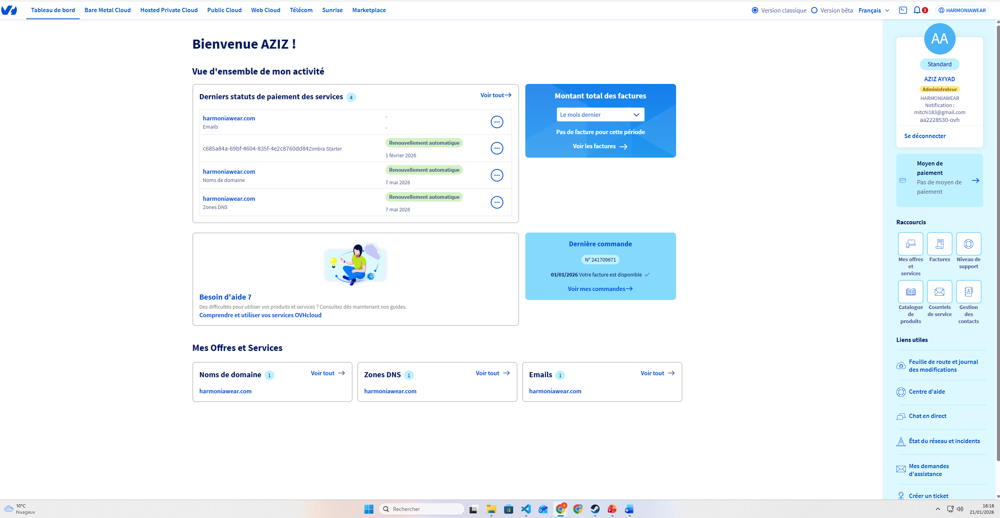 Tableau de bord
Bare Metal Cloud
Hosted Private Cloud
Public Cloud
Web Cloud
Télécom
Sunrise
Marketplace
Version classique
Version bêta
Français
1
HARMONIAWEAR
Bienvenue AZIZ !
Vue d'ensemble de mon activité
Derniers statuts de paiement des services 4
Voir tout
harmoniawear.com
Emails
-
-
c685a84a-69bf-4604-835f-4e2c8760dd84Zimbra Starter
Renouvellement automatique
1 février 2026
harmoniawear.com
Noms de domaine
Renouvellement automatique
7 mai 2026
harmoniawear.com
Zones DNS
Renouvellement automatique
7 mai 2026
Montant total des factures
Le mois dernier
Pas de facture pour cette période
Voir les factures
Besoin d'aide ?
Des difficultés pour utiliser vos produits et services ? Consultez dès maintenant nos guides.
Comprendre et utiliser vos services OVHcloud
Dernière commande
N° 241709671
01/01/2026 Votre facture est disponible
Voir mes commandes
Mes Offres et Services
Noms de domaine 1
Voir tout
harmoniawear.com
Zones DNS 1
Voir tout
harmoniawear.com
Emails 1
Voir tout
harmoniawear.com
AA
Standard
AZIZ AYYAD
Administrateur
HARMONIAWEAR
Notification :
mitchi183@gmail.com
aa2228530-ovh
Se déconnecter
Moyen de
paiement
Pas de moyen de
paiement
Raccourcis
Mes offres
et
services
Factures
Niveau de
support
Catalogue
de
produits
Courriels
de service
Gestion
des
contacts
Liens utiles
Feuille de route et journal
des modifications
Centre d'aide
Chat en direct
État du réseau et incidents
Mes demandes
d'assistance
Créer un ticket
10°C
Nuageux
Rechercher
18:18
21/01/2026